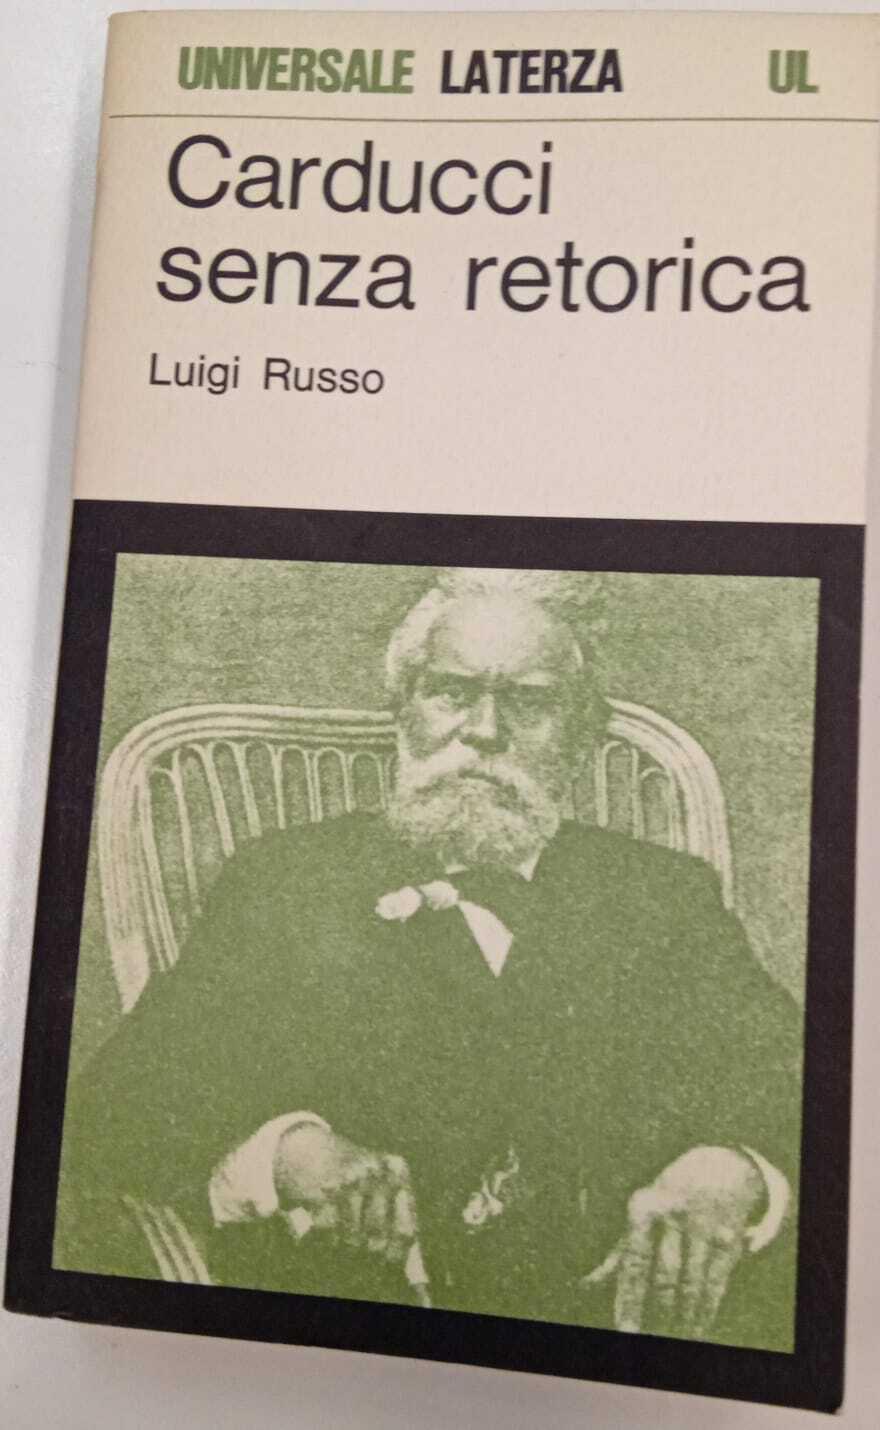 UNIVERSALE LATERZA UL
Carducci
senza retorica
Luigi Russo